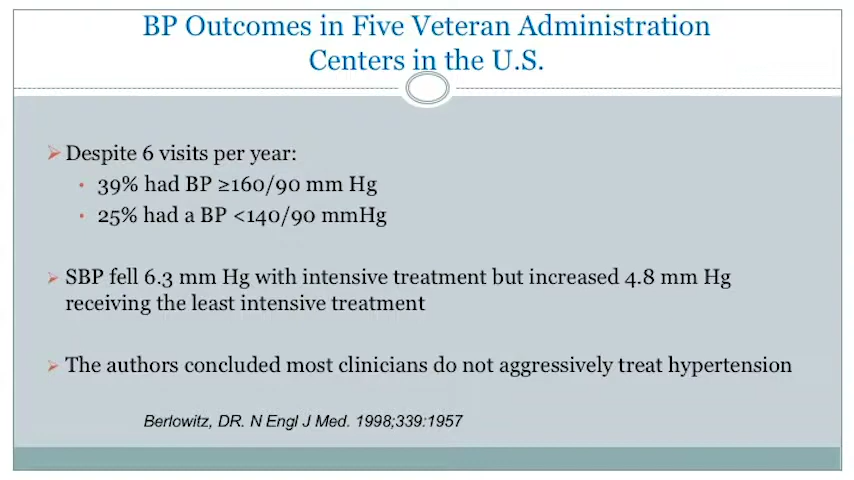 BP Outcomes in Five Veteran Administration
Centers in the U.S.
Despite 6 visits per year:
• 39% had BP ≥160/90 mm Hg
• 25% had a BP <140/90 mmHg
SBP fell 6.3 mm Hg with intensive treatment but increased 4.8 mm Hg
receiving the least intensive treatment
The authors concluded most clinicians do not aggressively treat hypertension
Berlowitz, DR. N Engl J Med. 1998;339:1957